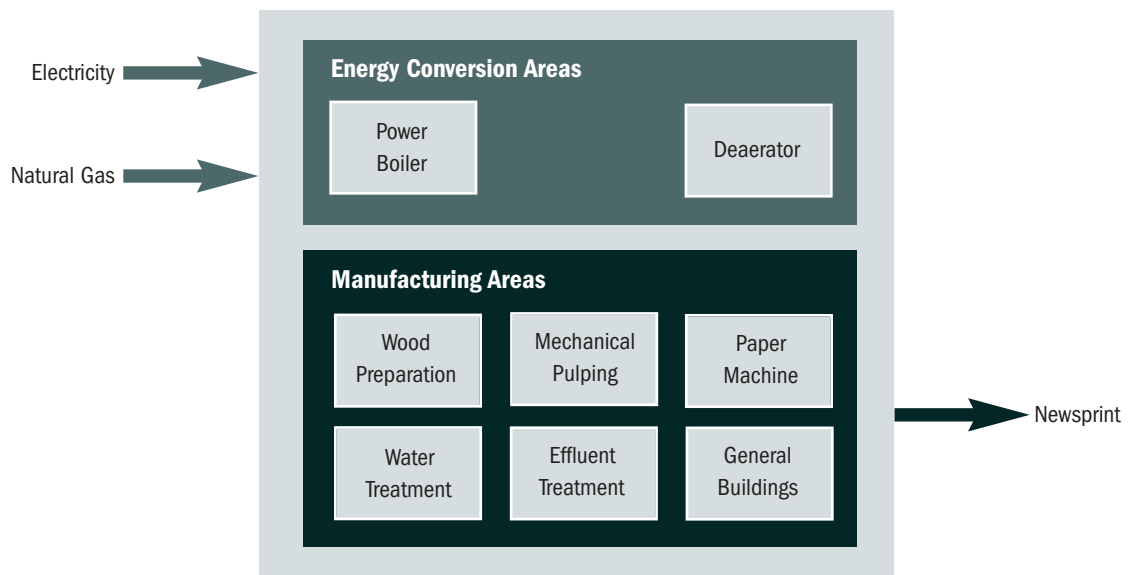 Electricity
Natural Gas
Energy Conversion Areas
Power
Boiler
Deaerator
Manufacturing Areas
Wood
Preparation
Mechanical
Pulping
Paper
Machine
Water
Treatment
Effluent
Treatment
General
Buildings
Newsprint